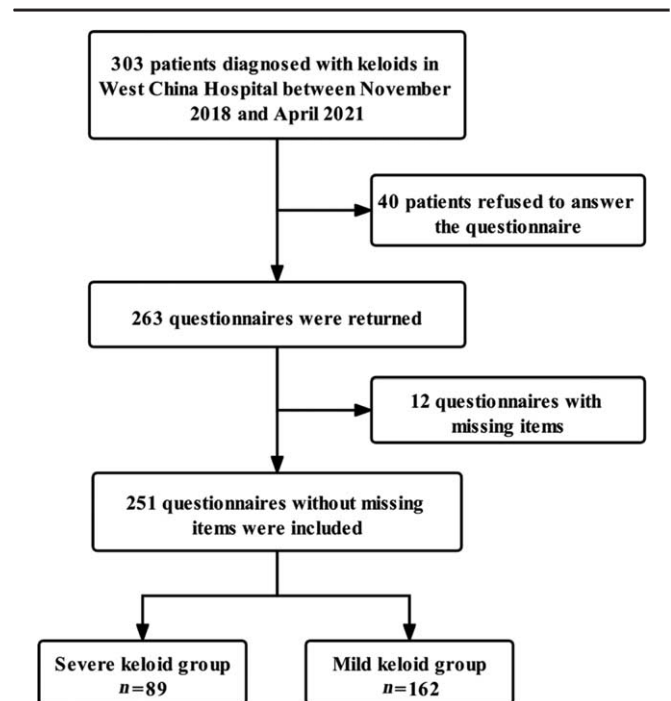 303 patients diagnosed with keloids in
West China Hospital between November
2018 and April 2021
40 patients refused to answer
the questionnaire
263 questionnaires were returned
12 questionnaires with
missing items
251 questionnaires without missing
items were included
Severe keloid group
n=89
Mild keloid group
n=162